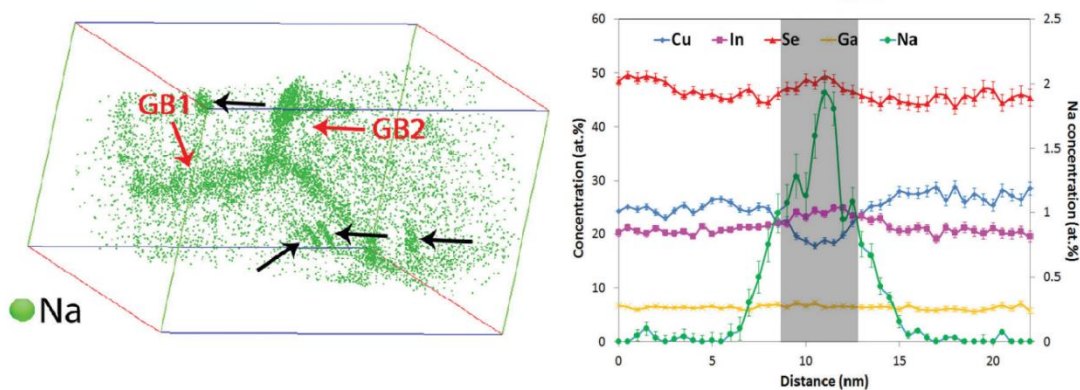 GB1
GB2
Na
Cu In Se Ga Na
Concentration (at.%)
60
50
40
30
20
10
0
2.5
2
1.5
1
0.5
0
Na concentration (at.%)
0 5 10 15 20
Distance (nm)